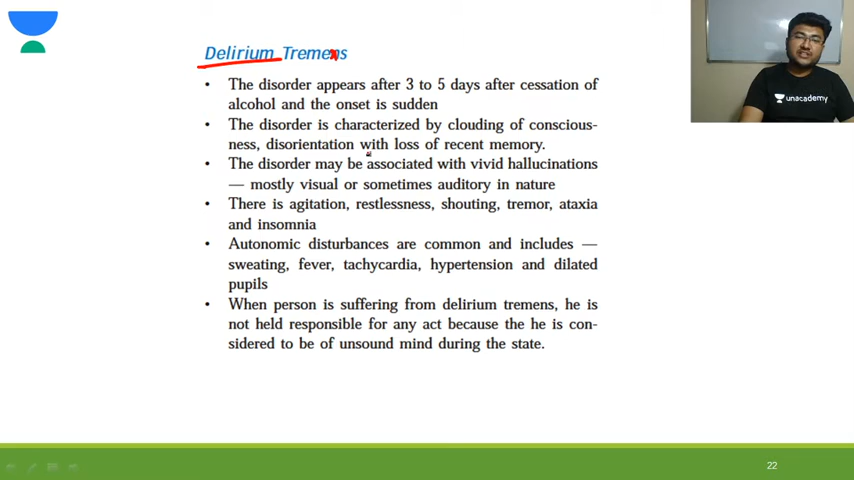 Delirium Tremens
• The disorder appears after 3 to 5 days after cessation of
alcohol and the onset is sudden
• The disorder is characterized by clouding of conscious-
ness, disorientation with loss of recent memory.
• The disorder may be associated with vivid hallucinations
— mostly visual or sometimes auditory in nature
• There is agitation, restlessness, shouting, tremor, ataxia
and insomnia
• Autonomic disturbances are common and includes —
sweating, fever, tachycardia, hypertension and dilated
pupils
• When person is suffering from delirium tremens, he is
not held responsible for any act because the he is con-
sidered to be of unsound mind during the state.
unacademy
22